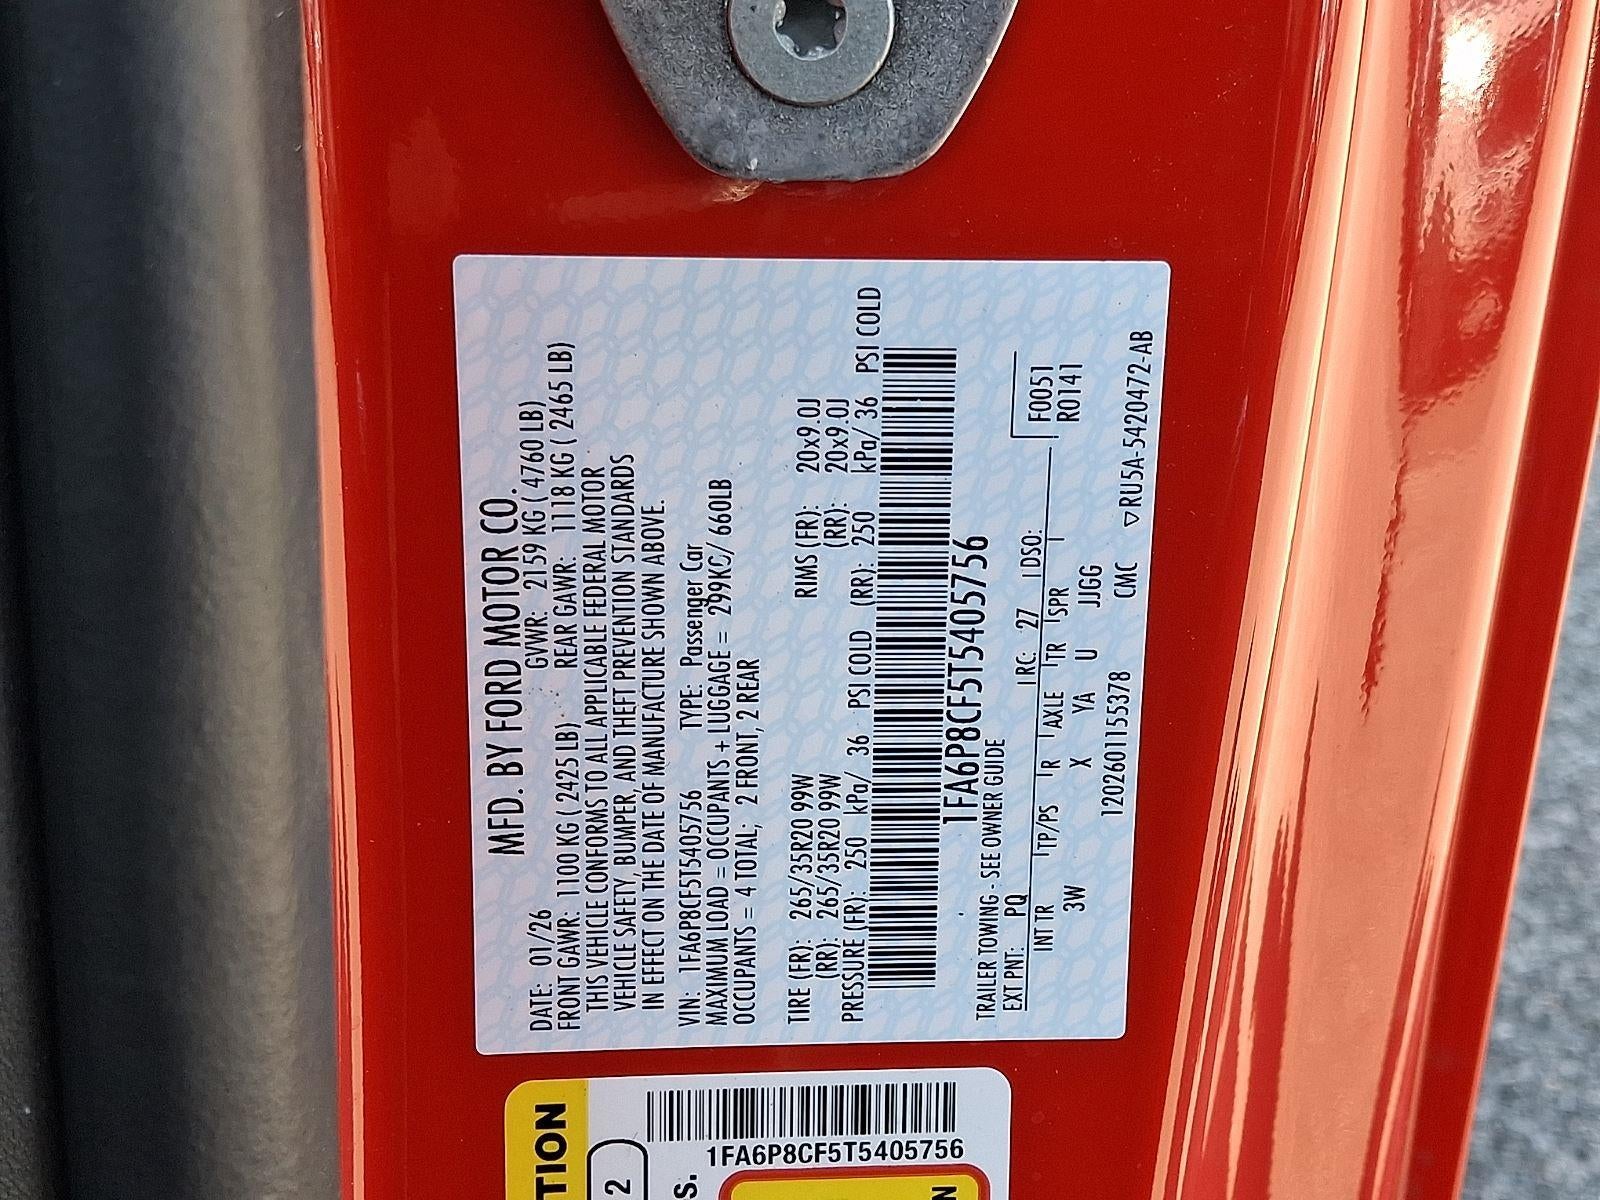 MFD. BY FORD MOTOR CO.
DATE: 01/26 GVWR: 2159 KG ( 4760 LB)
FRONT GAWR: 1100 KG ( 2425 LB) REAR GAWR: 1118 KG ( 2465 LB)
THIS VEHICLE CONFORMS TO ALL APPLICABLE FEDERAL MOTOR
VEHICLE SAFETY, BUMPER, AND THEFT PREVENTION STANDARDS
IN EFFECT ON THE DATE OF MANUFACTURE SHOWN ABOVE.
VIN: 1FA6P8CF5T5405756 TYPE: Passenger Car
MAXIMUM LOAD = OCCUPANTS + LUGGAGE = 299KG/ 660LB
OCCUPANTS = 4 TOTAL, 2 FRONT, 2 REAR
TIRE (FR): 265/35R20 99W RIMS (FR): 20x9.0J
(RR): 265/35R20 99W (RR): 20x9.0J
PRESSURE (FR): 250 kPa/ 36 PSI COLD (RR): 250 kPa/ 36 PSI COLD
1FA6P8CF5T5405756
TRAILER TOWING - SEE OWNER GUIDE
EXT PNT: PQ RC: 27 DSO: F0051
INT TR TP/PS R AXLE TR SPR R0141
3W X YA U JJGG
120260115378 CMC ▽RU5A-5420472-AB
TION
2
S.
1FA6P8CF5T5405756
N